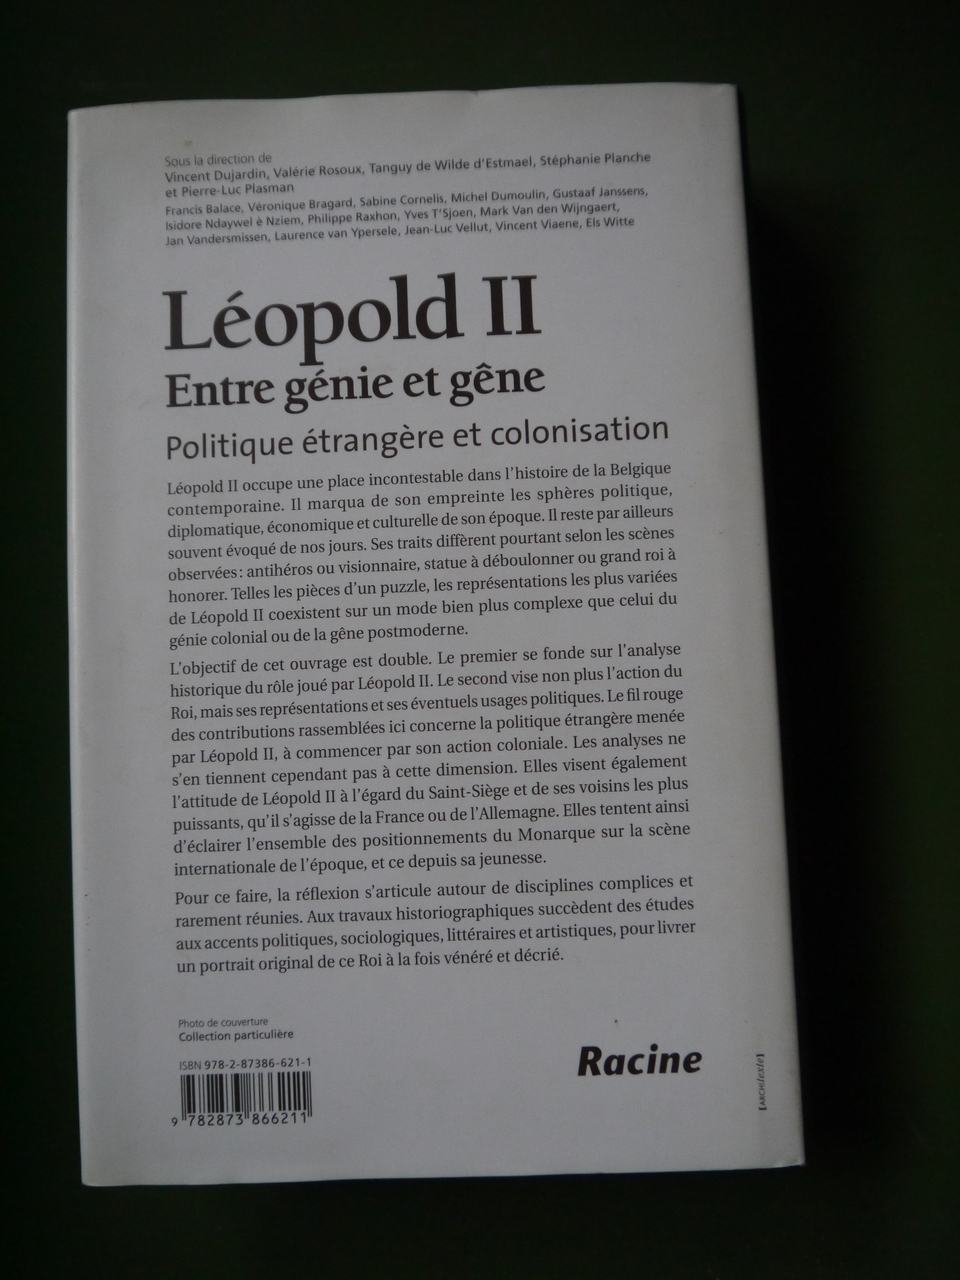 Sous la direction de
Vincent Dujardin, Valérie Rosoux, Tanguy de Wilde d'Estmael, Stéphanie Planche
et Pierre-Luc Plasman
Francis Balace, Véronique Bragard, Sabine Cornelis, Michel Dumoulin, Gustaaf Janssens,
Isidore Ndaywel è Nziem, Philippe Raxhon, Yves T'Sjoen, Mark Van den Wijngaert,
Jan Vandersmissen, Laurence van Ypersele, Jean-Luc Vellut, Vincent Viaene, Els Witte
Léopold II
Entre génie et gêne
Politique étrangère et colonisation
Léopold II occupe une place incontestable dans l'histoire de la Belgique
contemporaine. Il marqua de son empreinte les sphères politique,
diplomatique, économique et culturelle de son époque. Il reste par ailleurs
souvent évoqué de nos jours. Ses traits diffèrent pourtant selon les scènes
observées : antihéros ou visionnaire, statue à déboulonner ou grand roi à
honorer. Telles les pièces d'un puzzle, les représentations les plus variées
de Léopold II coexistent sur un mode bien plus complexe que celui du
génie colonial ou de la gêne postmoderne.
L'objectif de cet ouvrage est double. Le premier se fonde sur l'analyse
historique du rôle joué par Léopold II. Le second vise non plus l'action du
Roi, mais ses représentations et ses éventuels usages politiques. Le fil rouge
des contributions rassemblées ici concerne la politique étrangère menée
par Léopold II, à commencer par son action coloniale. Les analyses ne
s'en tiennent cependant pas à cette dimension. Elles visent également
l'attitude de Léopold II à l'égard du Saint-Siège et de ses voisins les plus
puissants, qu'il s'agisse de la France ou de l'Allemagne. Elles tentent ainsi
d'éclairer l'ensemble des positionnements du Monarque sur la scène
internationale de l'époque, et ce depuis sa jeunesse.
Pour ce faire, la réflexion s'articule autour de disciplines complices et
rarement réunies. Aux travaux historiographiques succèdent des études
aux accents politiques, sociologiques, littéraires et artistiques, pour livrer
un portrait original de ce Roi à la fois vénéré et décrié.
Photo de couverture
Collection particulière
ISBN 978-2-87386-621-1
9 782873 866211
Racine
[ARCHItexte]